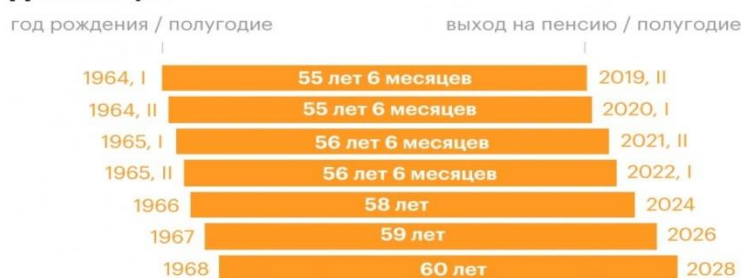 год рождения / полугодие выход на пенсию / полугодие
1964, I 55 лет 6 месяцев 2019, II
1964, II 55 лет 6 месяцев 2020, I
1965, I 56 лет 6 месяцев 2021, II
1965, II 56 лет 6 месяцев 2022, I
1966 58 лет 2024
1967 59 лет 2026
1968 60 лет 2028